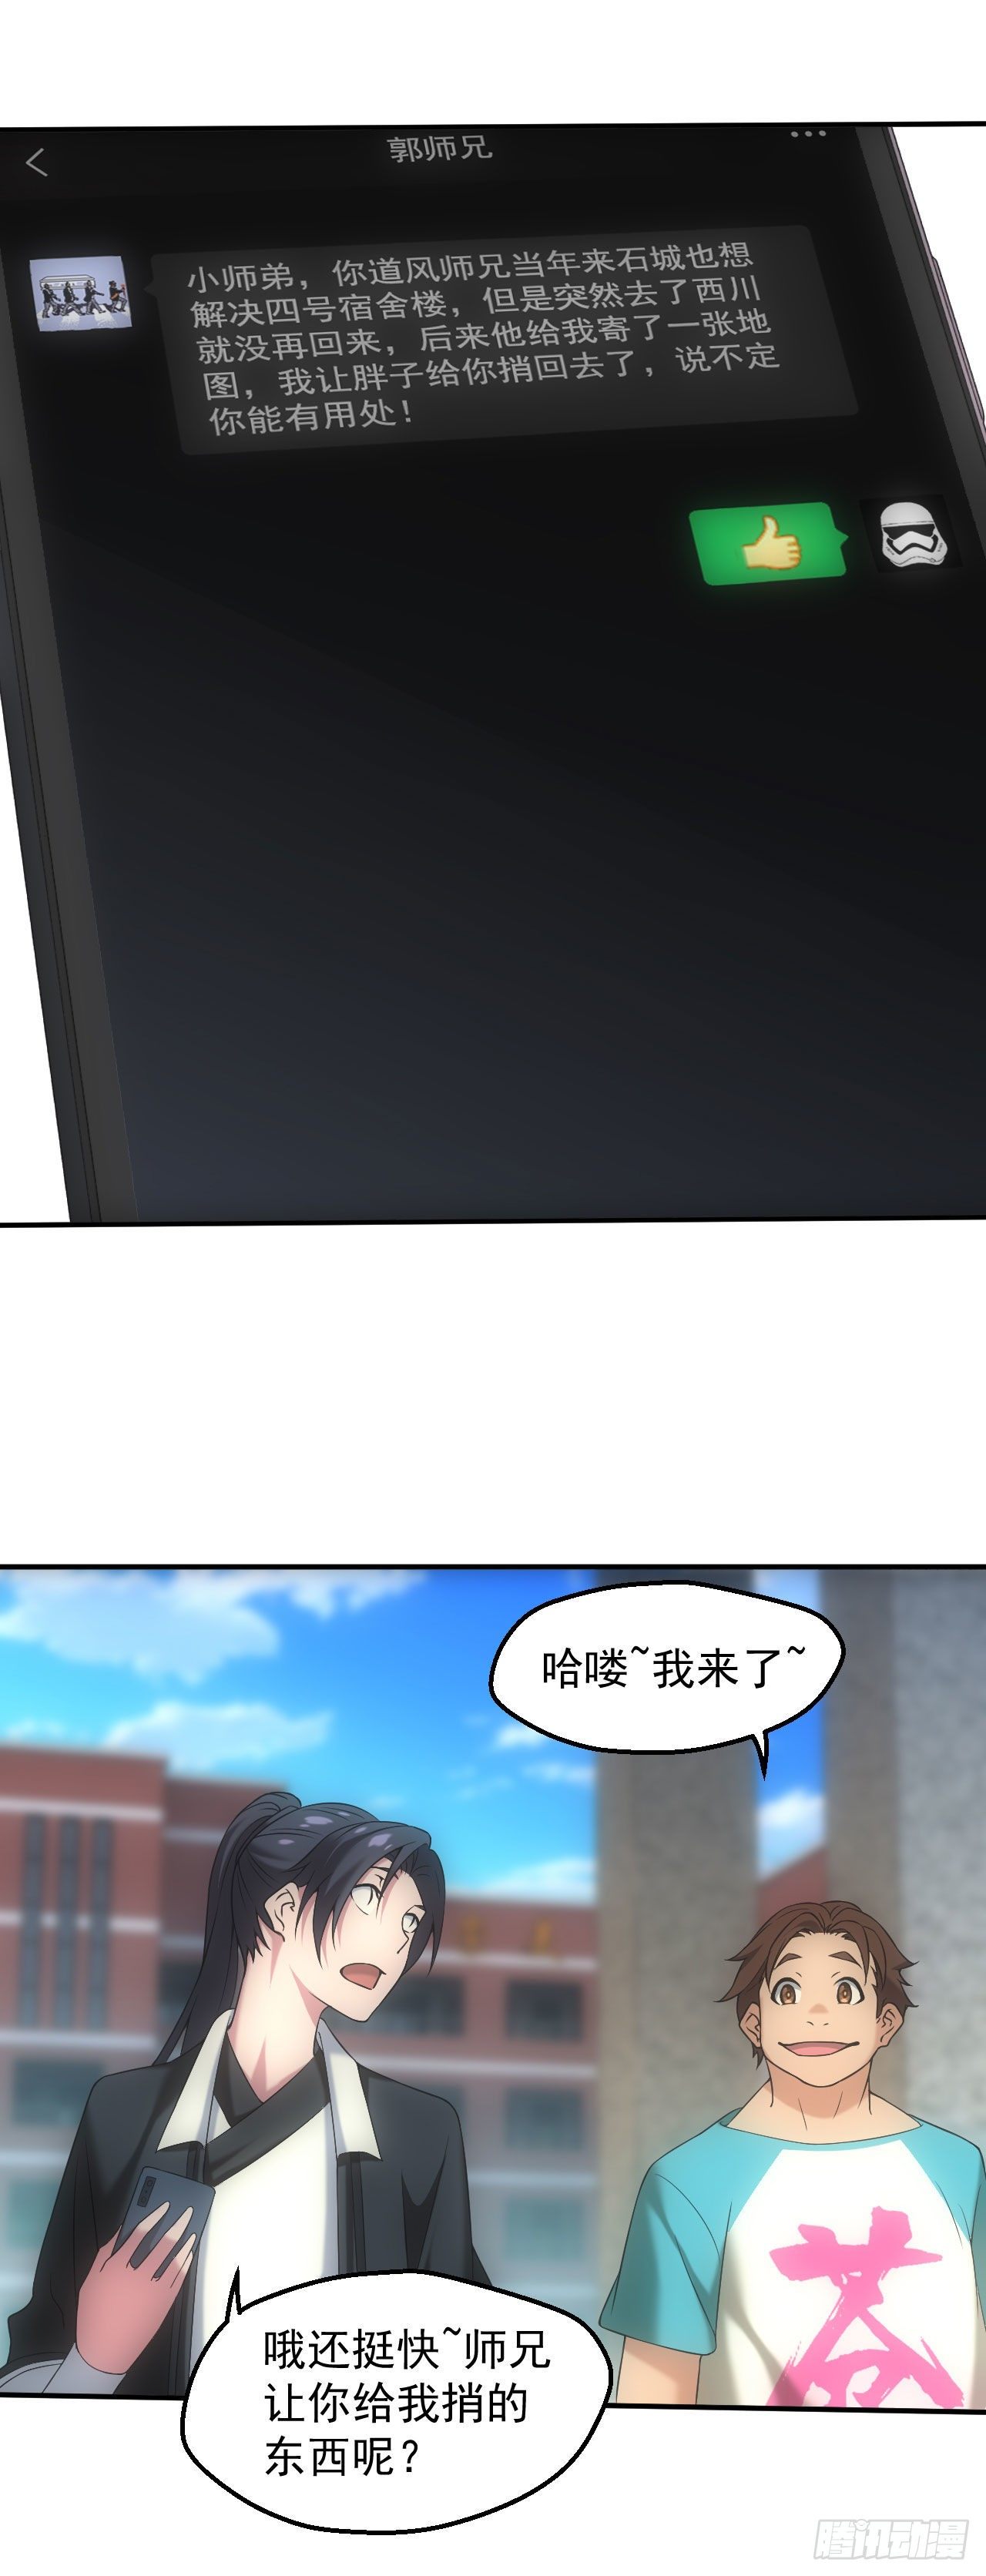 郭师兄
小师弟，你道风师兄当年来石城也想
解决四号宿舍楼，但是突然去了西川
就没再回来，后来他给我寄了一张地
图，我让胖子给你捎回去了，说不定
你能有用处！
哈喽~我来了~
哦还挺快~师兄
让你给我捎的
东西呢？
腾讯动漫